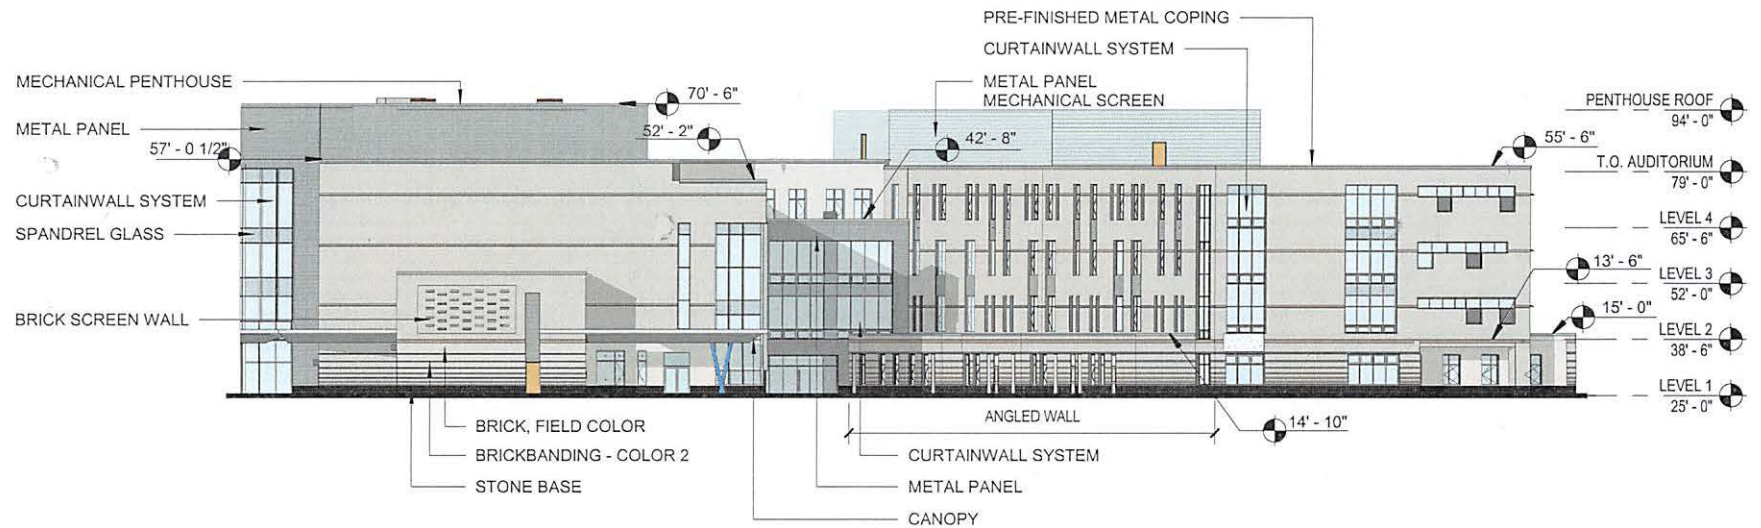 PRE-FINISHED METAL COPING
CURTAINWALL SYSTEM
MECHANICAL PENTHOUSE
METAL PANEL
MECHANICAL SCREEN
70' - 6"
PENTHOUSE ROOF
94' - 0"
METAL PANEL
52' - 2"
42' - 8"
55' - 6"
57' - 0 1/2"
T.O. AUDITORIUM
79' - 0"
CURTAINWALL SYSTEM
LEVEL 4
65' - 6"
SPANDREL GLASS
13' - 6"
LEVEL 3
52' - 0"
15' - 0"
BRICK SCREEN WALL
LEVEL 2
38' - 6"
LEVEL 1
25' - 0"
ANGLED WALL
14' - 10"
BRICK, FIELD COLOR
BRICKBANDING - COLOR 2
CURTAINWALL SYSTEM
STONE BASE
METAL PANEL
CANOPY